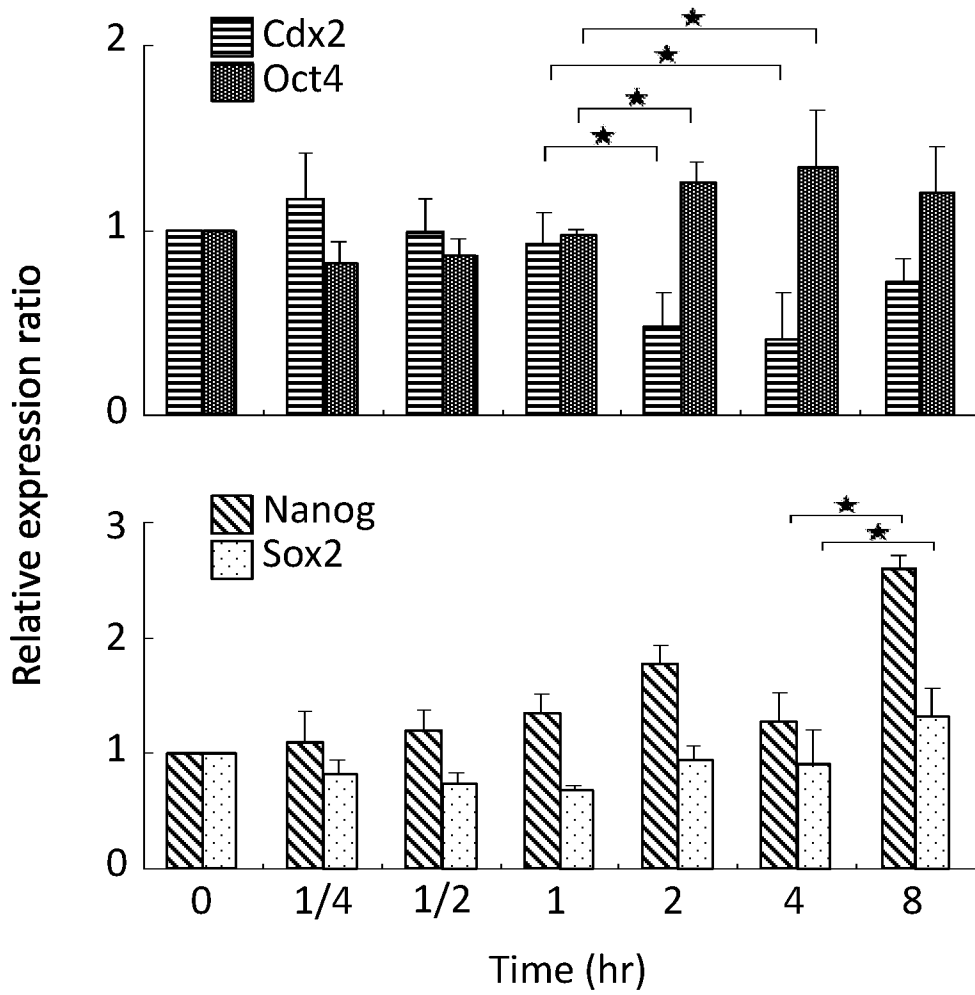 Relative expression ratio
2
1
0
Cdx2
Oct4
3
2
1
0
Nanog
Sox2
0 1/4 1/2 1 2 4 8
Time (hr)